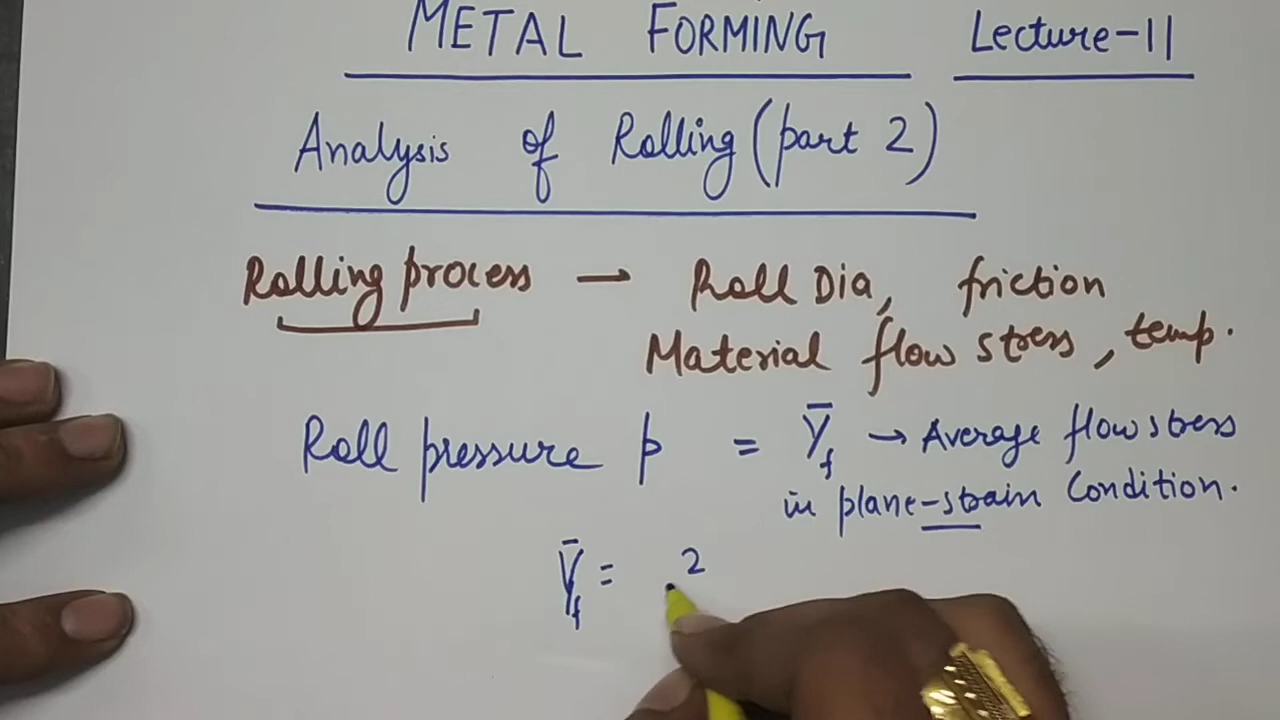 METAL FORMING Lecture-11
Analysis of Rolling (part 2)
Rolling process — Roll Dia, friction
Material flow stress, temp.
Roll pressure p = Ȳf → Average flow stress
in plane-strain Condition.
Ȳf = 2